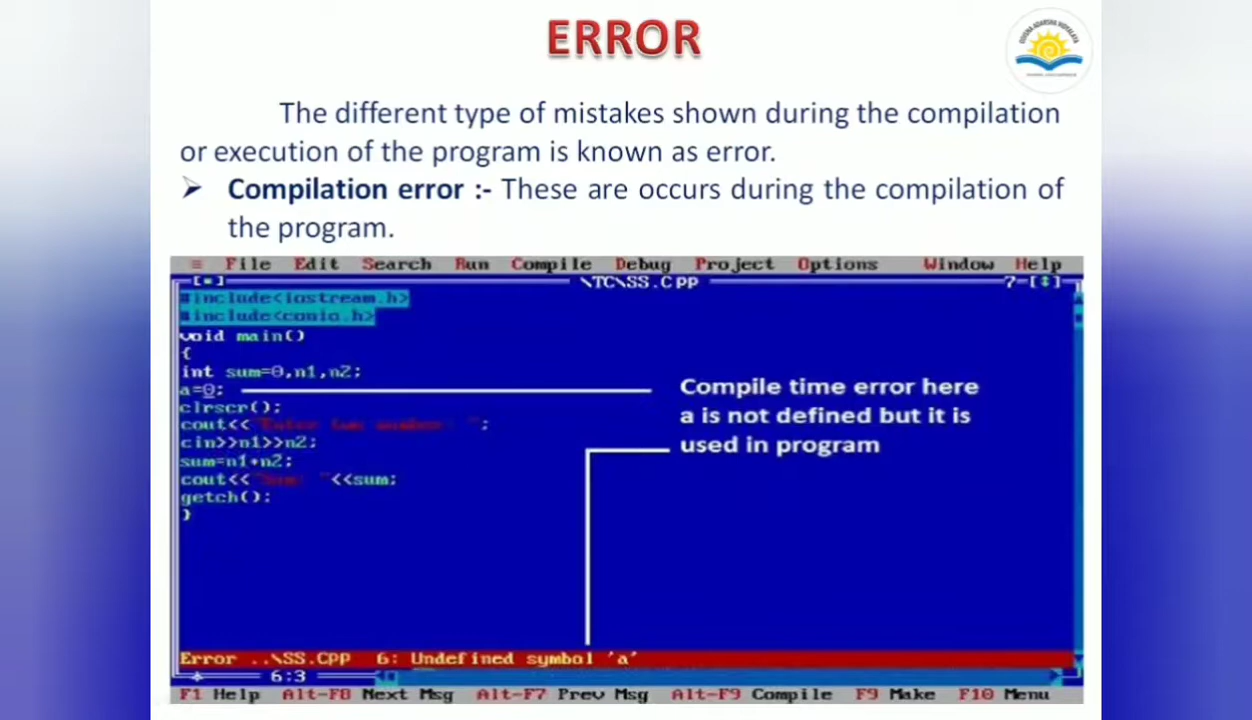 ERROR
The different type of mistakes shown during the compilation
or execution of the program is known as error.
➤ Compilation error :- These are occurs during the compilation of
the program.
≡ File Edit Search Run Compile Debug Project Options Window Help
\TC\SS.CPP
#include<iostream.h>
#include<conio.h>
void main()
{
int sum=0,n1,n2;
a=0;
clrscr();
cout<<"Enter two number: ";
cin>>n1>>n2;
sum=n1+n2;
cout<<"Sum: "<<sum;
getch();
}
Compile time error here
a is not defined but it is
used in program
Error ..\SS.CPP 6: Undefined symbol 'a'
6:3
F1 Help Alt-F8 Next Msg Alt-F7 Prev Msg Alt-F9 Compile F9 Make F10 Menu